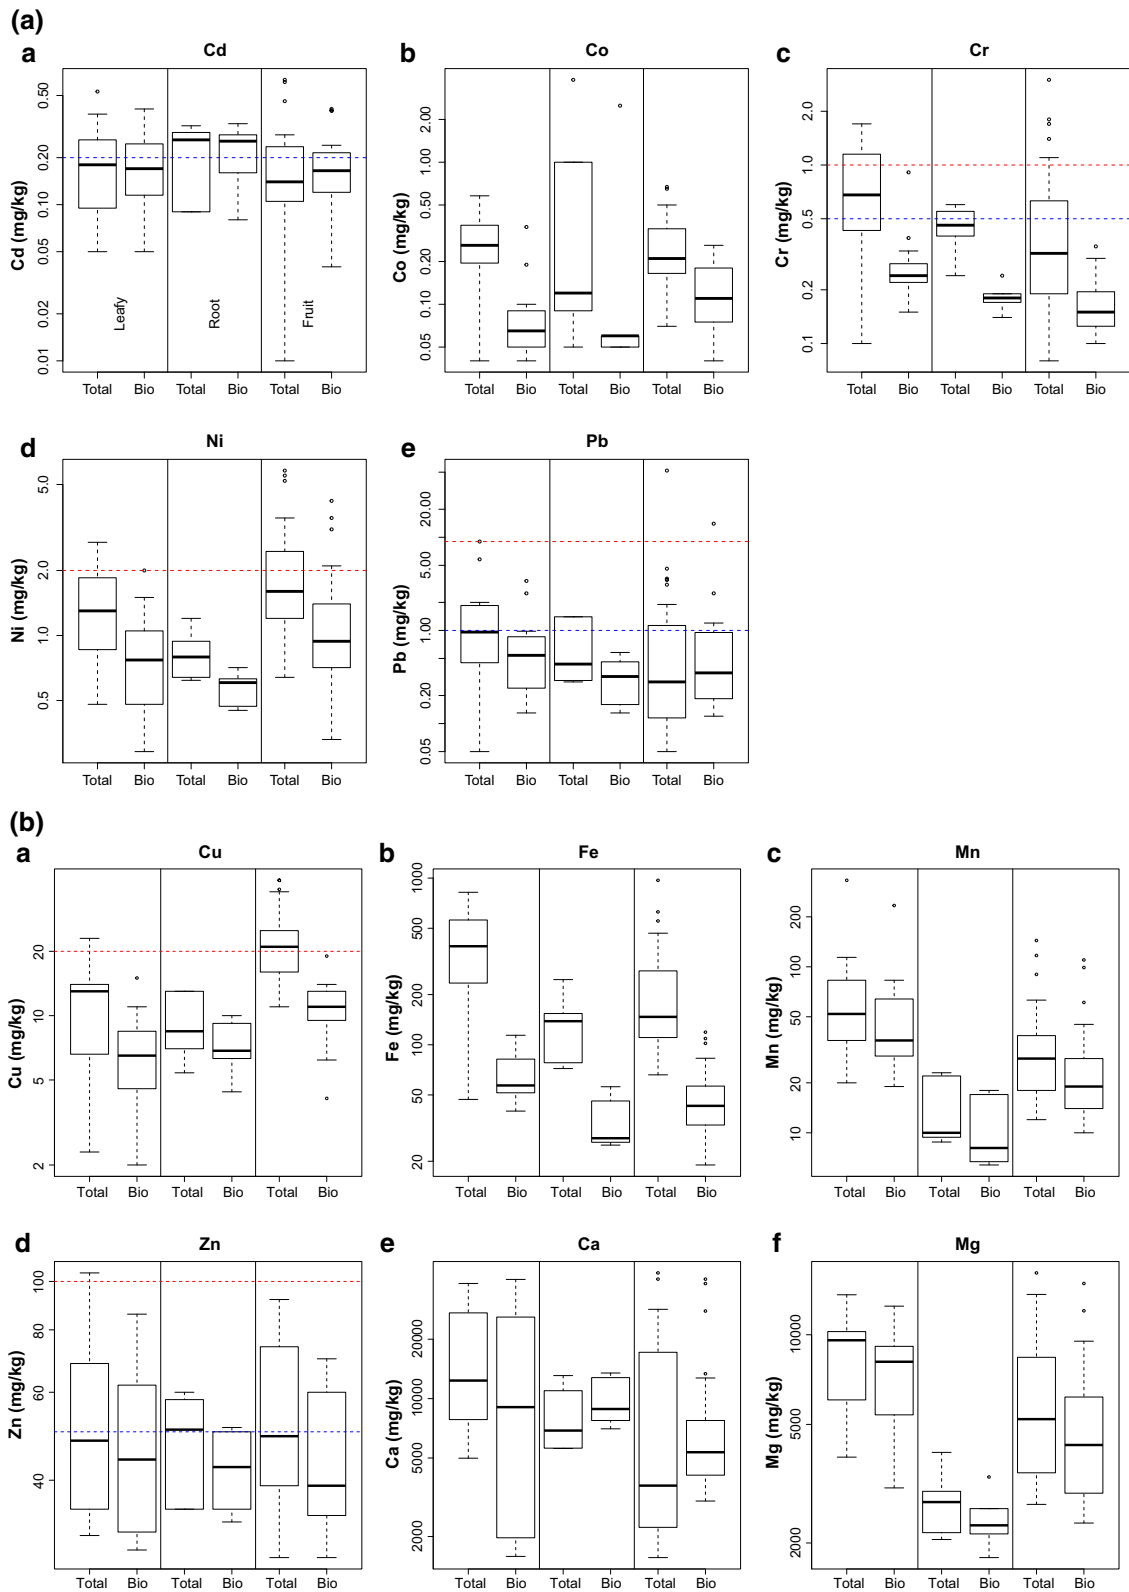 (a)
a Cd
Cd (mg/kg)
0.50
0.20
0.10
0.05
0.02
0.01
Leafy
Root
Fruit
Total Bio Total Bio Total Bio
b Co
Co (mg/kg)
2.00
1.00
0.50
0.20
0.10
0.05
Total Bio Total Bio Total Bio
c Cr
Cr (mg/kg)
2.0
1.0
0.5
0.2
0.1
Total Bio Total Bio Total Bio
d Ni
Ni (mg/kg)
5.0
2.0
1.0
0.5
Total Bio Total Bio Total Bio
e Pb
Pb (mg/kg)
20.00
5.00
1.00
0.20
0.05
Total Bio Total Bio Total Bio
(b)
a Cu
Cu (mg/kg)
20
10
5
2
Total Bio Total Bio Total Bio
b Fe
Fe (mg/kg)
1000
500
200
100
50
20
Total Bio Total Bio Total Bio
c Mn
Mn (mg/kg)
200
100
50
20
10
Total Bio Total Bio Total Bio
d Zn
Zn (mg/kg)
100
80
60
40
Total Bio Total Bio Total Bio
e Ca
Ca (mg/kg)
20000
10000
5000
2000
Total Bio Total Bio Total Bio
f Mg
Mg (mg/kg)
10000
5000
2000
Total Bio Total Bio Total Bio